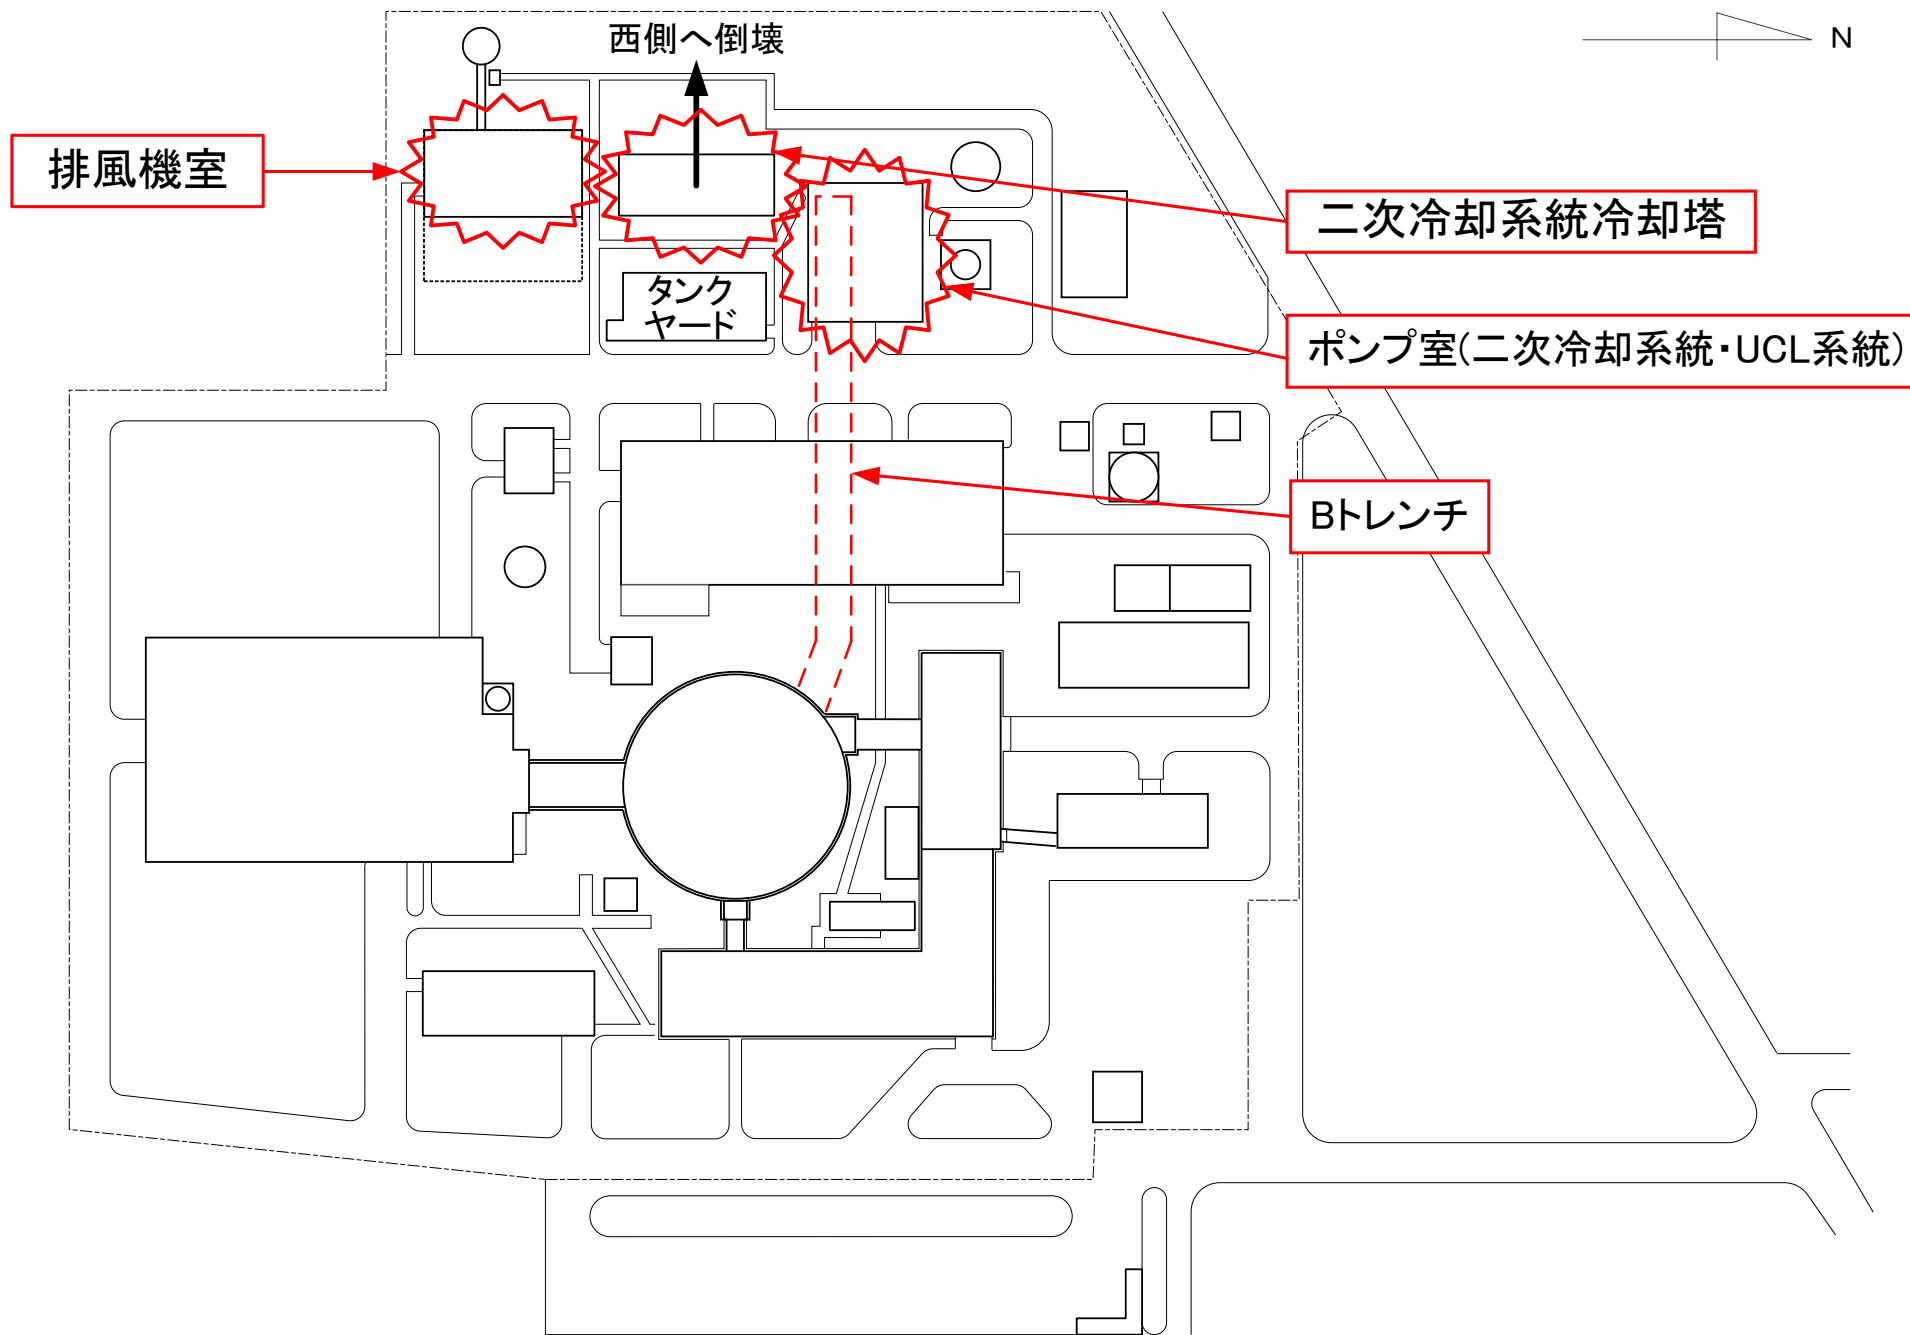 西側へ倒壊
N
排風機室
二次冷却系統冷却塔
タンク
ヤード
ポンプ室(二次冷却系統・UCL系統)
Bトレンチ